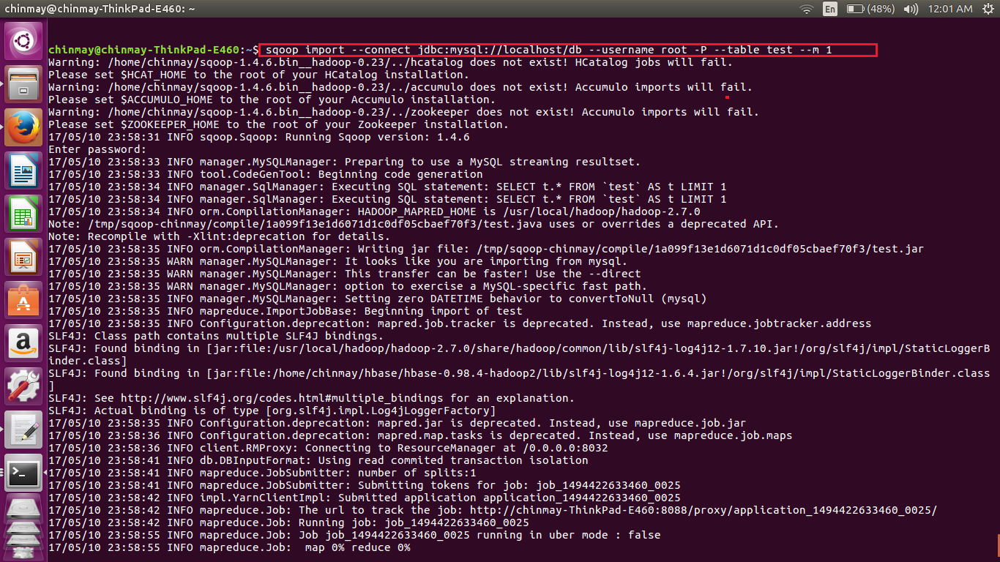 chinmay@chinmay-ThinkPad-E460: ~
En (48%) 12:01 AM
chinmay@chinmay-ThinkPad-E460:~$ sqoop import --connect jdbc:mysql://localhost/db --username root -P --table test --m 1
Warning: /home/chinmay/sqoop-1.4.6.bin__hadoop-0.23/../hcatalog does not exist! HCatalog jobs will fail.
Please set $HCAT_HOME to the root of your HCatalog installation.
Warning: /home/chinmay/sqoop-1.4.6.bin__hadoop-0.23/../accumulo does not exist! Accumulo imports will fail.
Please set $ACCUMULO_HOME to the root of your Accumulo installation.
Warning: /home/chinmay/sqoop-1.4.6.bin__hadoop-0.23/../zookeeper does not exist! Accumulo imports will fail.
Please set $ZOOKEEPER_HOME to the root of your Zookeeper installation.
17/05/10 23:58:31 INFO sqoop.Sqoop: Running Sqoop version: 1.4.6
Enter password:
17/05/10 23:58:33 INFO manager.MySQLManager: Preparing to use a MySQL streaming resultset.
17/05/10 23:58:33 INFO tool.CodeGenTool: Beginning code generation
17/05/10 23:58:34 INFO manager.SqlManager: Executing SQL statement: SELECT t.* FROM `test` AS t LIMIT 1
17/05/10 23:58:34 INFO manager.SqlManager: Executing SQL statement: SELECT t.* FROM `test` AS t LIMIT 1
17/05/10 23:58:34 INFO orm.CompilationManager: HADOOP_MAPRED_HOME is /usr/local/hadoop/hadoop-2.7.0
Note: /tmp/sqoop-chinmay/compile/1a099f13e1d6071d1c0df05cbaef70f3/test.java uses or overrides a deprecated API.
Note: Recompile with -Xlint:deprecation for details.
17/05/10 23:58:35 INFO orm.CompilationManager: Writing jar file: /tmp/sqoop-chinmay/compile/1a099f13e1d6071d1c0df05cbaef70f3/test.jar
17/05/10 23:58:35 WARN manager.MySQLManager: It looks like you are importing from mysql.
17/05/10 23:58:35 WARN manager.MySQLManager: This transfer can be faster! Use the --direct
17/05/10 23:58:35 WARN manager.MySQLManager: option to exercise a MySQL-specific fast path.
17/05/10 23:58:35 INFO manager.MySQLManager: Setting zero DATETIME behavior to convertToNull (mysql)
17/05/10 23:58:35 INFO mapreduce.ImportJobBase: Beginning import of test
17/05/10 23:58:35 INFO Configuration.deprecation: mapred.job.tracker is deprecated. Instead, use mapreduce.jobtracker.address
SLF4J: Class path contains multiple SLF4J bindings.
SLF4J: Found binding in [jar:file:/usr/local/hadoop/hadoop-2.7.0/share/hadoop/common/lib/slf4j-log4j12-1.7.10.jar!/org/slf4j/impl/StaticLoggerB
inder.class]
SLF4J: Found binding in [jar:file:/home/chinmay/hbase/hbase-0.98.4-hadoop2/lib/slf4j-log4j12-1.6.4.jar!/org/slf4j/impl/StaticLoggerBinder.class
]
SLF4J: See http://www.slf4j.org/codes.html#multiple_bindings for an explanation.
SLF4J: Actual binding is of type [org.slf4j.impl.Log4jLoggerFactory]
17/05/10 23:58:35 INFO Configuration.deprecation: mapred.jar is deprecated. Instead, use mapreduce.job.jar
17/05/10 23:58:36 INFO Configuration.deprecation: mapred.map.tasks is deprecated. Instead, use mapreduce.job.maps
17/05/10 23:58:36 INFO client.RMProxy: Connecting to ResourceManager at /0.0.0.0:8032
17/05/10 23:58:41 INFO db.DBInputFormat: Using read commited transaction isolation
17/05/10 23:58:41 INFO mapreduce.JobSubmitter: number of splits:1
17/05/10 23:58:41 INFO mapreduce.JobSubmitter: Submitting tokens for job: job_1494422633460_0025
17/05/10 23:58:42 INFO impl.YarnClientImpl: Submitted application application_1494422633460_0025
17/05/10 23:58:42 INFO mapreduce.Job: The url to track the job: http://chinmay-ThinkPad-E460:8088/proxy/application_1494422633460_0025/
17/05/10 23:58:42 INFO mapreduce.Job: Running job: job_1494422633460_0025
17/05/10 23:58:55 INFO mapreduce.Job: Job job_1494422633460_0025 running in uber mode : false
17/05/10 23:58:55 INFO mapreduce.Job:  map 0% reduce 0%